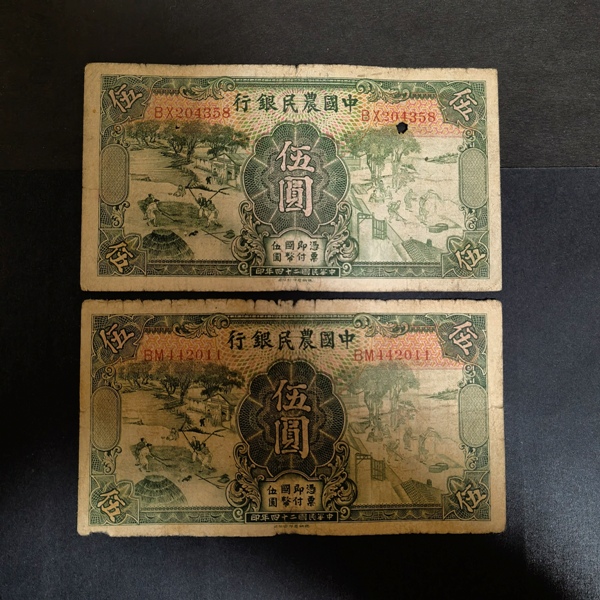 伍 伍
行銀民農國中
BX204358 BX204358
伍圓
憑票即付國幣伍圓
印年四十二國民華中
伍 伍
伍 伍
行銀民農國中
BM442011 BM442011
伍圓
憑票即付國幣伍圓
印年四十二國民華中
伍 伍